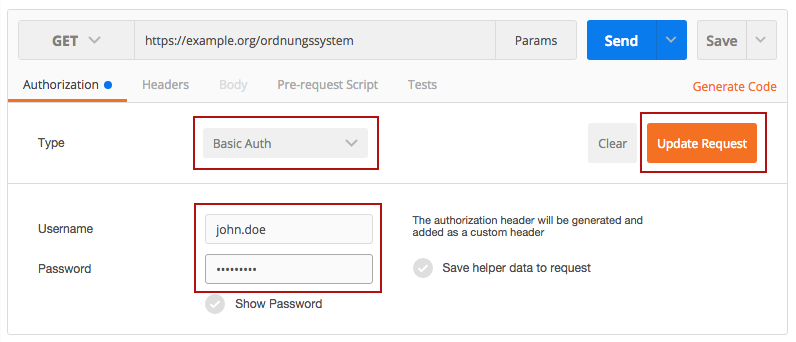 GET https://example.org/ordnungssystem Params Send Save
Authorization Headers Body Pre-request Script Tests Generate Code
Type Basic Auth Clear Update Request
Username john.doe The authorization header will be generated and
added as a custom header
Password ••••••••• Save helper data to request
Show Password